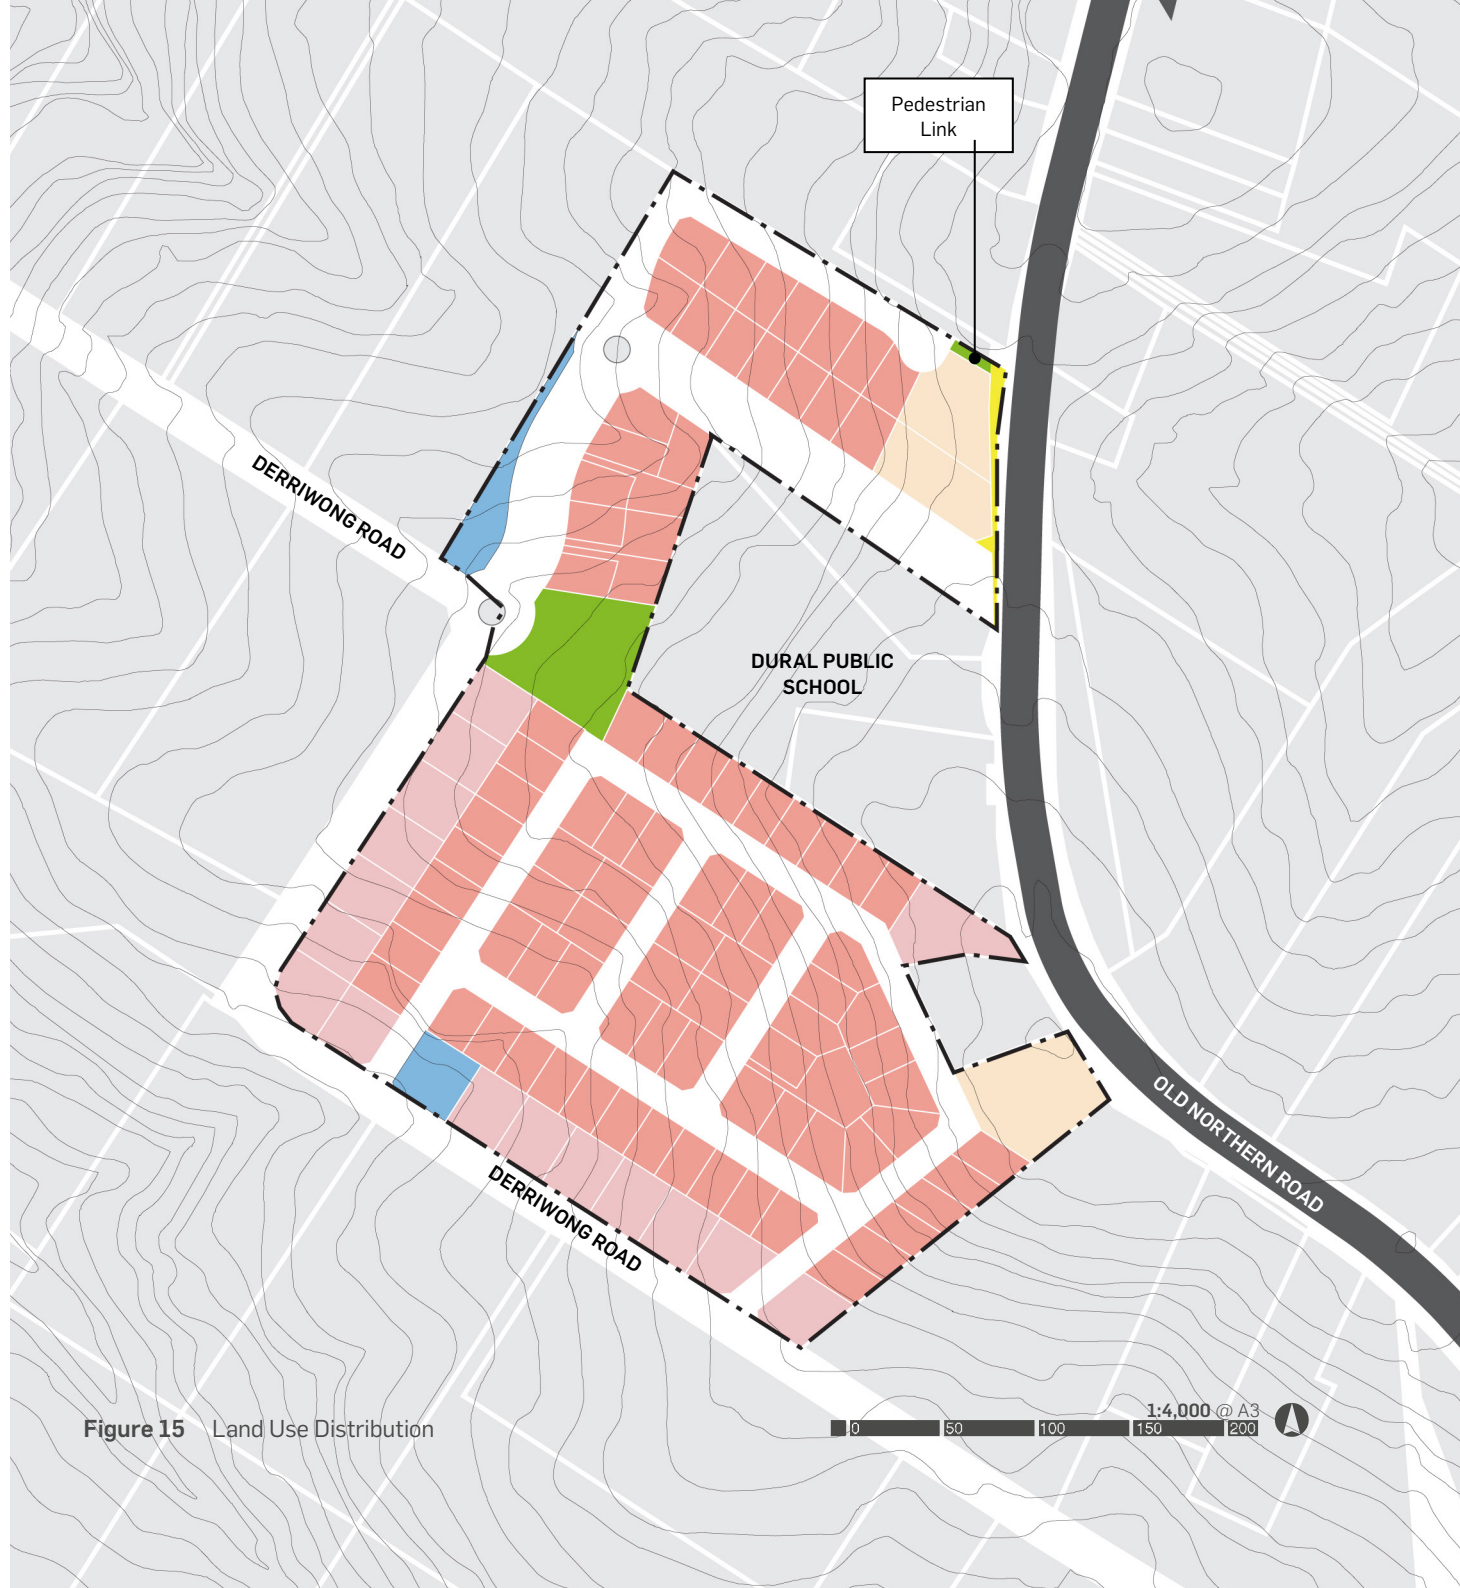 Pedestrian
Link
DERRIWONG ROAD
DURAL PUBLIC
SCHOOL
OLD NORTHERN ROAD
DERRIWONG ROAD
Figure 15 Land Use Distribution
1:4,000 @ A3
0 50 100 150 200